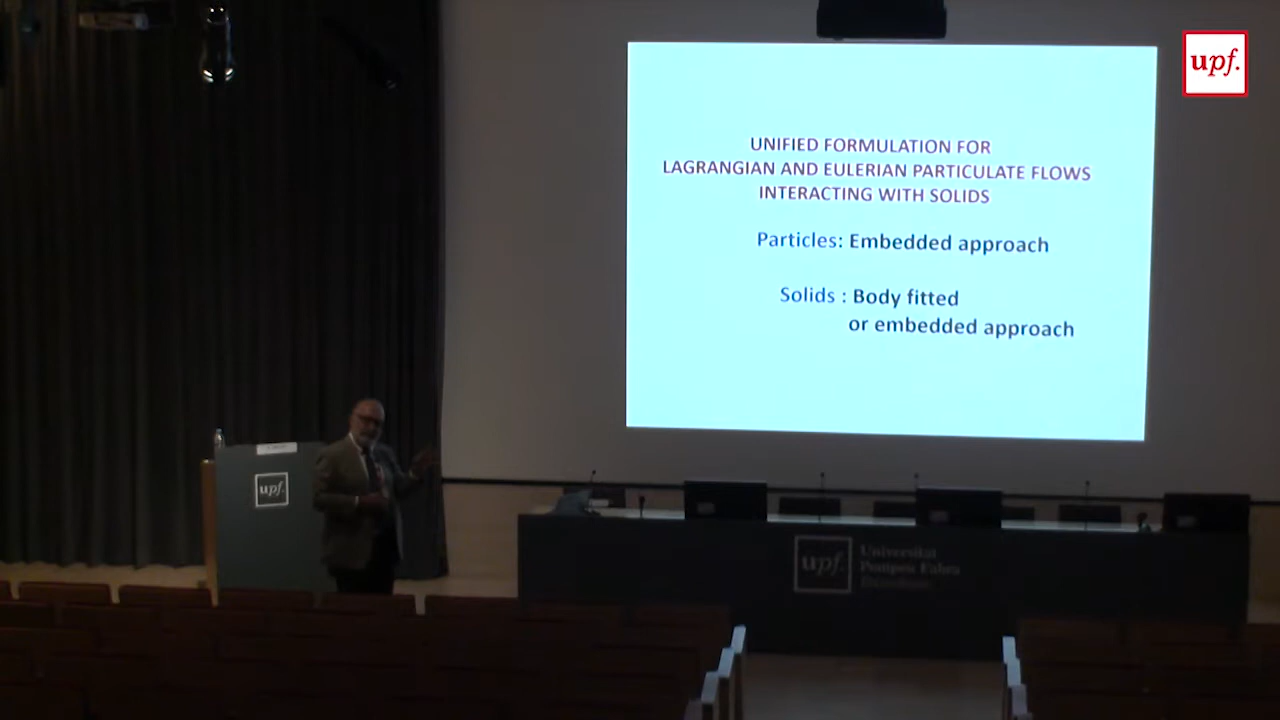 upf.
UNIFIED FORMULATION FOR
LAGRANGIAN AND EULERIAN PARTICULATE FLOWS
INTERACTING WITH SOLIDS
Particles: Embedded approach
Solids : Body fitted
or embedded approach
upf.
upf.
Universitat
Pompeu Fabra
Barcelona